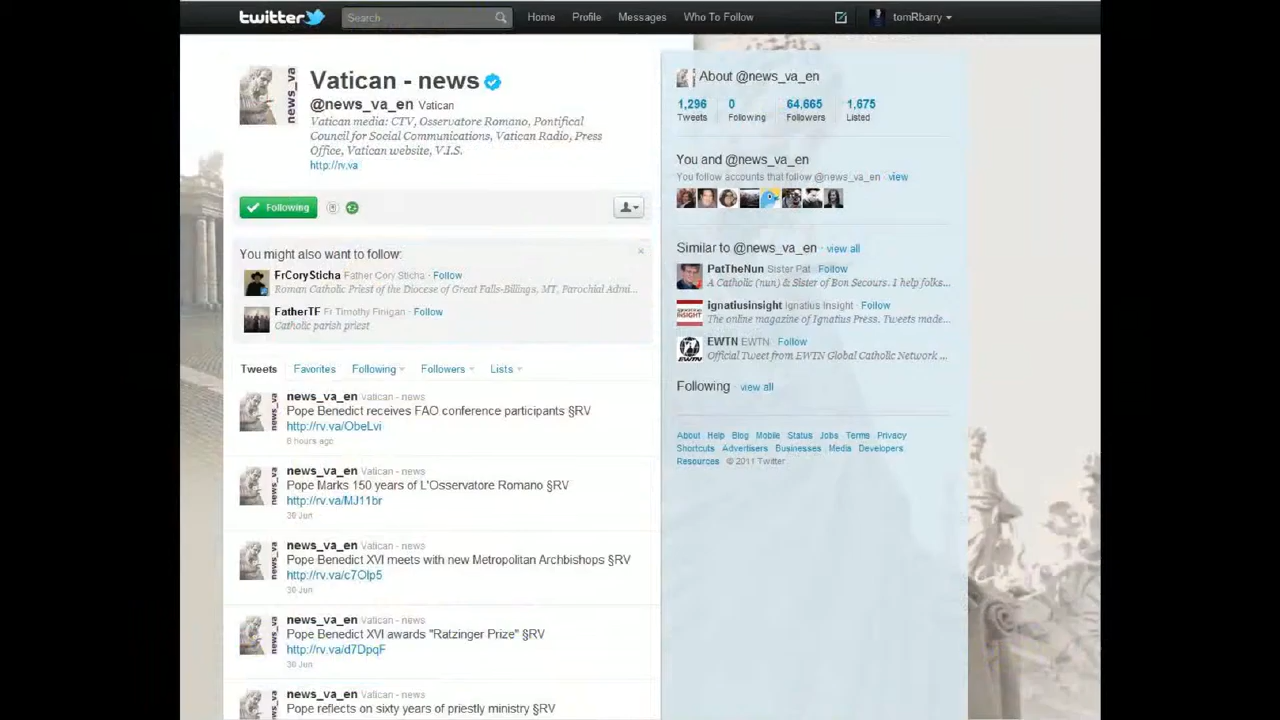 twitter
Search
Home Profile Messages Who To Follow
tomRbarry
news_va
Vatican - news
@news_va_en Vatican
Vatican media: CTV, Osservatore Romano, Pontifical
Council for Social Communications, Vatican Radio, Press
Office, Vatican website, V.I.S.
http://rv.va
Following
You might also want to follow:
×
FrCorySticha Father Cory Sticha · Follow
Roman Catholic Priest of the Diocese of Great Falls-Billings, MT, Parochial Admi...
FatherTF Fr Timothy Finigan · Follow
Catholic parish priest
Tweets Favorites Following Followers Lists
news_va_en Vatican - news
Pope Benedict receives FAO conference participants §RV
http://rv.va/ObeLvi
6 hours ago
news_va_en Vatican - news
Pope Marks 150 years of L'Osservatore Romano §RV
http://rv.va/MJ11br
30 Jun
news_va_en Vatican - news
Pope Benedict XVI meets with new Metropolitan Archbishops §RV
http://rv.va/c7Olp5
30 Jun
news_va_en Vatican - news
Pope Benedict XVI awards "Ratzinger Prize" §RV
http://rv.va/d7DpqF
30 Jun
news_va_en Vatican - news
Pope reflects on sixty years of priestly ministry §RV
About @news_va_en
1,296 0 64,665 1,675
Tweets Following Followers Listed
You and @news_va_en
You follow accounts that follow @news_va_en · view
Similar to @news_va_en · view all
PatTheNun Sister Pat · Follow
A Catholic (nun) & Sister of Bon Secours. I help folks...
ignatiusinsight Ignatius Insight · Follow
The online magazine of Ignatius Press. Tweets made...
EWTN EWTN · Follow
Official Tweet from EWTN Global Catholic Network ...
Following · view all
About Help Blog Mobile Status Jobs Terms Privacy
Shortcuts Advertisers Businesses Media Developers
Resources © 2011 Twitter